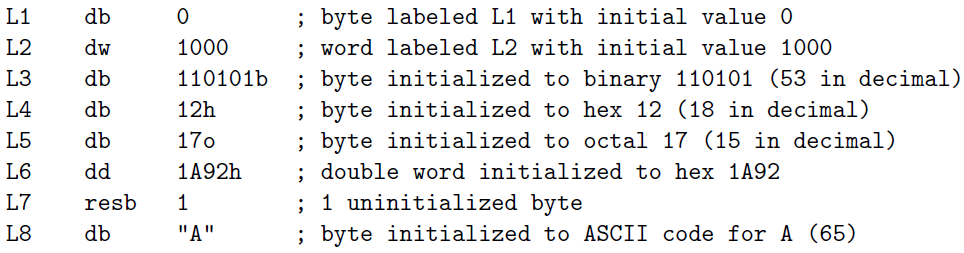 L1 db 0 ; byte labeled L1 with initial value 0
L2 dw 1000 ; word labeled L2 with initial value 1000
L3 db 110101b ; byte initialized to binary 110101 (53 in decimal)
L4 db 12h ; byte initialized to hex 12 (18 in decimal)
L5 db 17o ; byte initialized to octal 17 (15 in decimal)
L6 dd 1A92h ; double word initialized to hex 1A92
L7 resb 1 ; 1 uninitialized byte
L8 db "A" ; byte initialized to ASCII code for A (65)